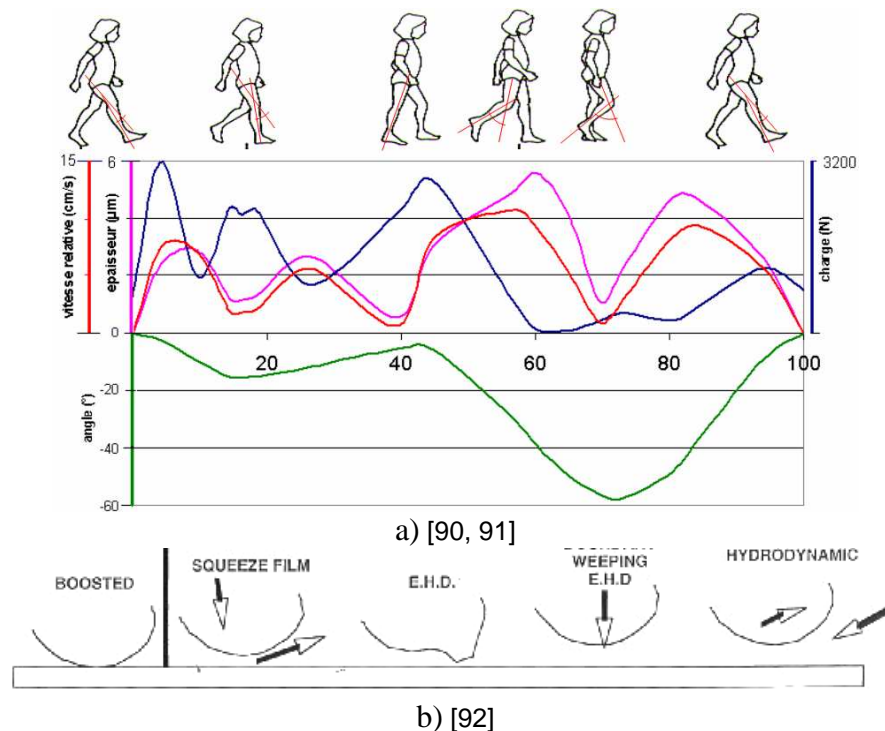 15
6
3200
vitesse relative (cm/s)
epaisseur (µm)
charge (N)
0
20
40
60
80
100
-20
angle (°)
-40
-60
a) [90, 91]
BOOSTED
SQUEEZE FILM
E.H.D.
WEEPING
E.H.D
HYDRODYNAMIC
b) [92]